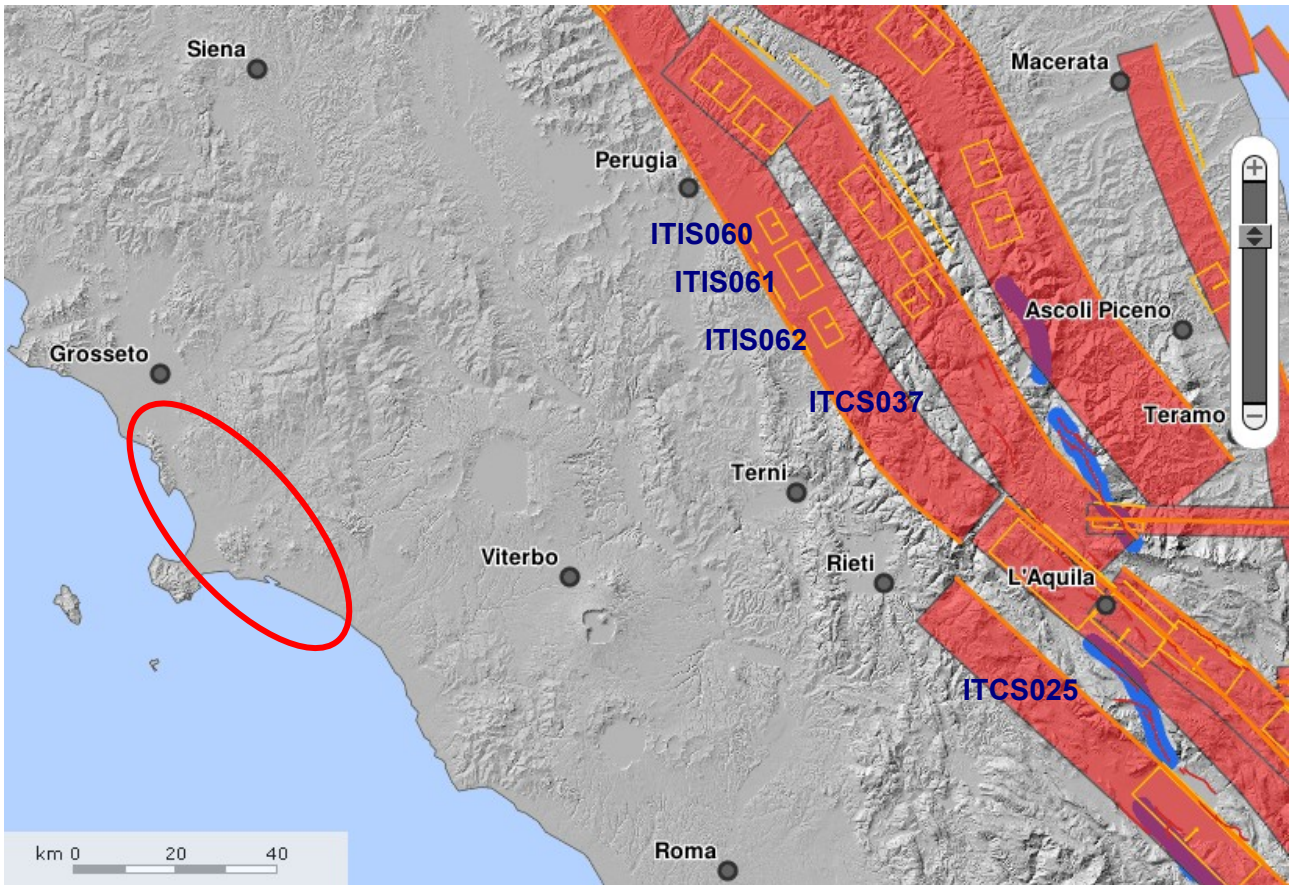 Siena
Macerata
Perugia
ITIS060
ITIS061
ITIS062
Ascoli Piceno
Grosseto
ITCS037
Teramo
Terni
Viterbo
Rieti
L'Aquila
ITCS025
Roma
km 0 20 40